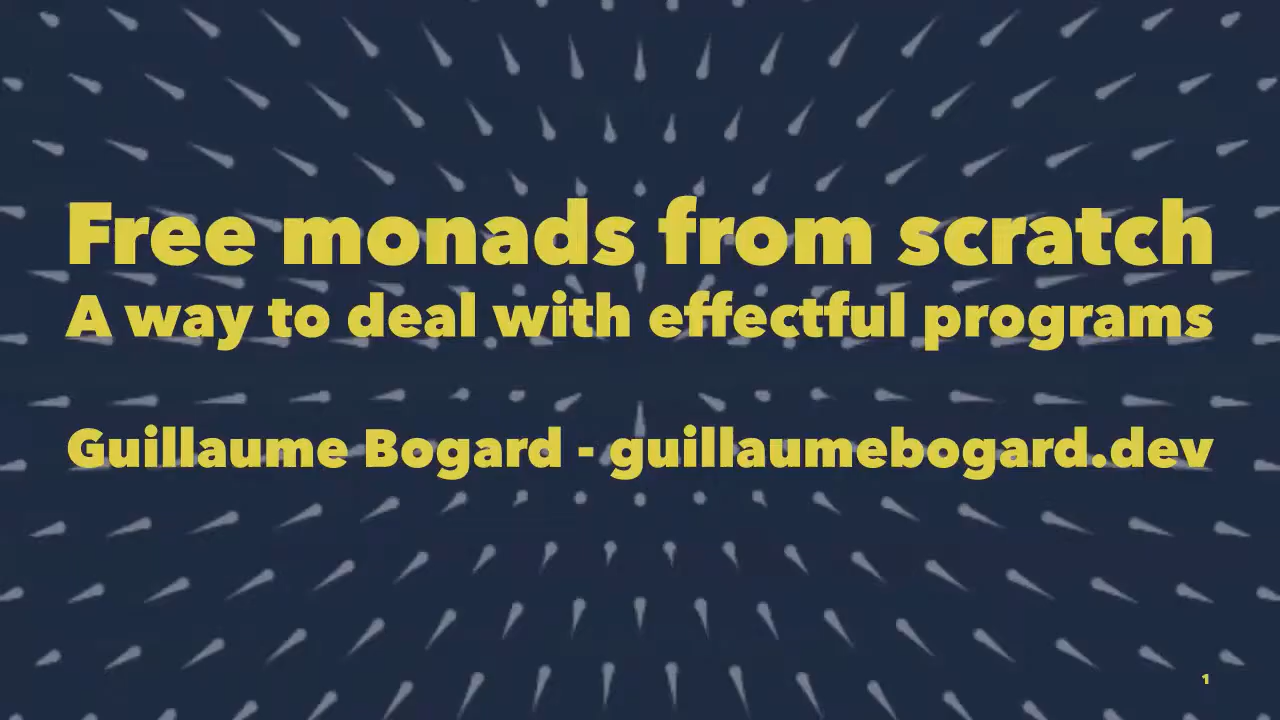 Free monads from scratch
A way to deal with effectful programs
Guillaume Bogard - guillaumebogard.dev
1